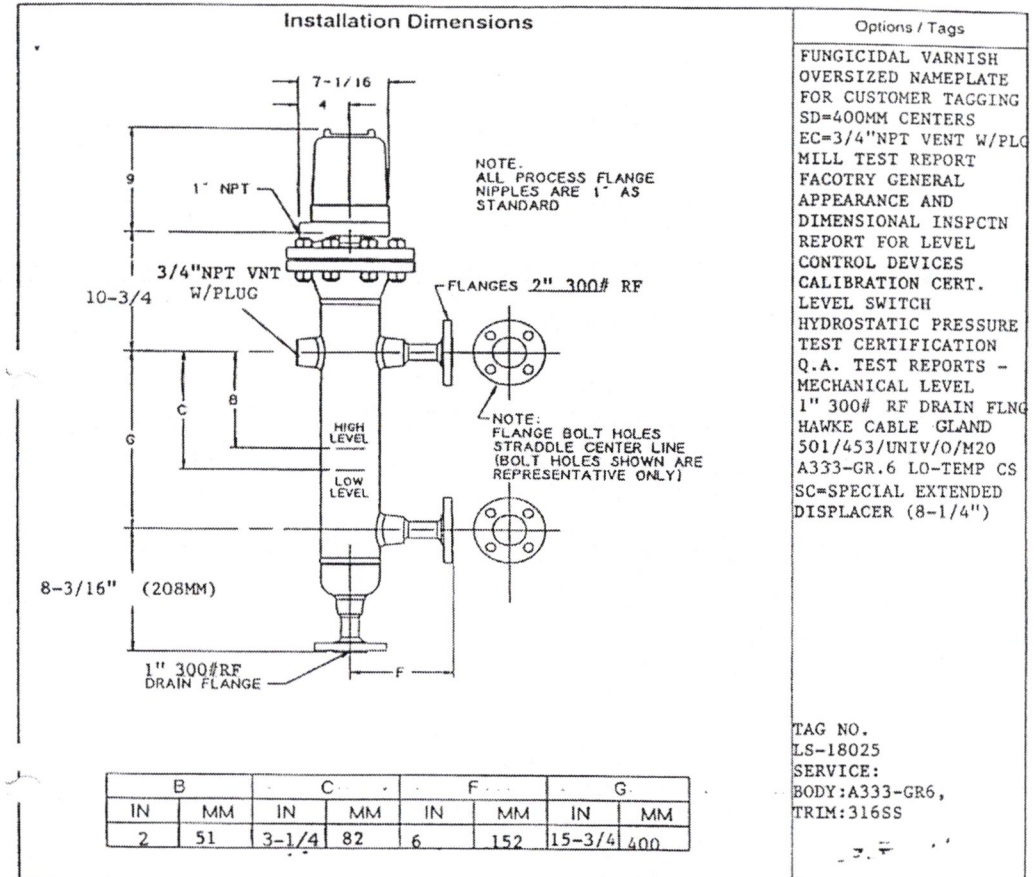 Installation Dimensions
7-1/16
4
9
1" NPT
NOTE.
ALL PROCESS FLANGE
NIPPLES ARE 1" AS
STANDARD
3/4"NPT VNT
W/PLUG
10-3/4
FLANGES 2" 300# RF
C
B
G
HIGH
LEVEL
LOW
LEVEL
NOTE:
FLANGE BOLT HOLES
STRADDLE CENTER LINE
(BOLT HOLES SHOWN ARE
REPRESENTATIVE ONLY)
8-3/16" (208MM)
1" 300#RF
DRAIN FLANGE
F
B C F G
IN MM IN MM IN MM IN MM
2 51 3-1/4 82 6 152 15-3/4 400
Options / Tags
FUNGICIDAL VARNISH
OVERSIZED NAMEPLATE
FOR CUSTOMER TAGGING
SD=400MM CENTERS
EC=3/4"NPT VENT W/PLG
MILL TEST REPORT
FACOTRY GENERAL
APPEARANCE AND
DIMENSIONAL INSPCTN
REPORT FOR LEVEL
CONTROL DEVICES
CALIBRATION CERT.
LEVEL SWITCH
HYDROSTATIC PRESSURE
TEST CERTIFICATION
Q.A. TEST REPORTS -
MECHANICAL LEVEL
1" 300# RF DRAIN FLNG
HAWKE CABLE GLAND
501/453/UNIV/O/M20
A333-GR.6 LO-TEMP CS
SC=SPECIAL EXTENDED
DISPLACER (8-1/4")
TAG NO.
LS-18025
SERVICE:
BODY:A333-GR6,
TRIM:316SS